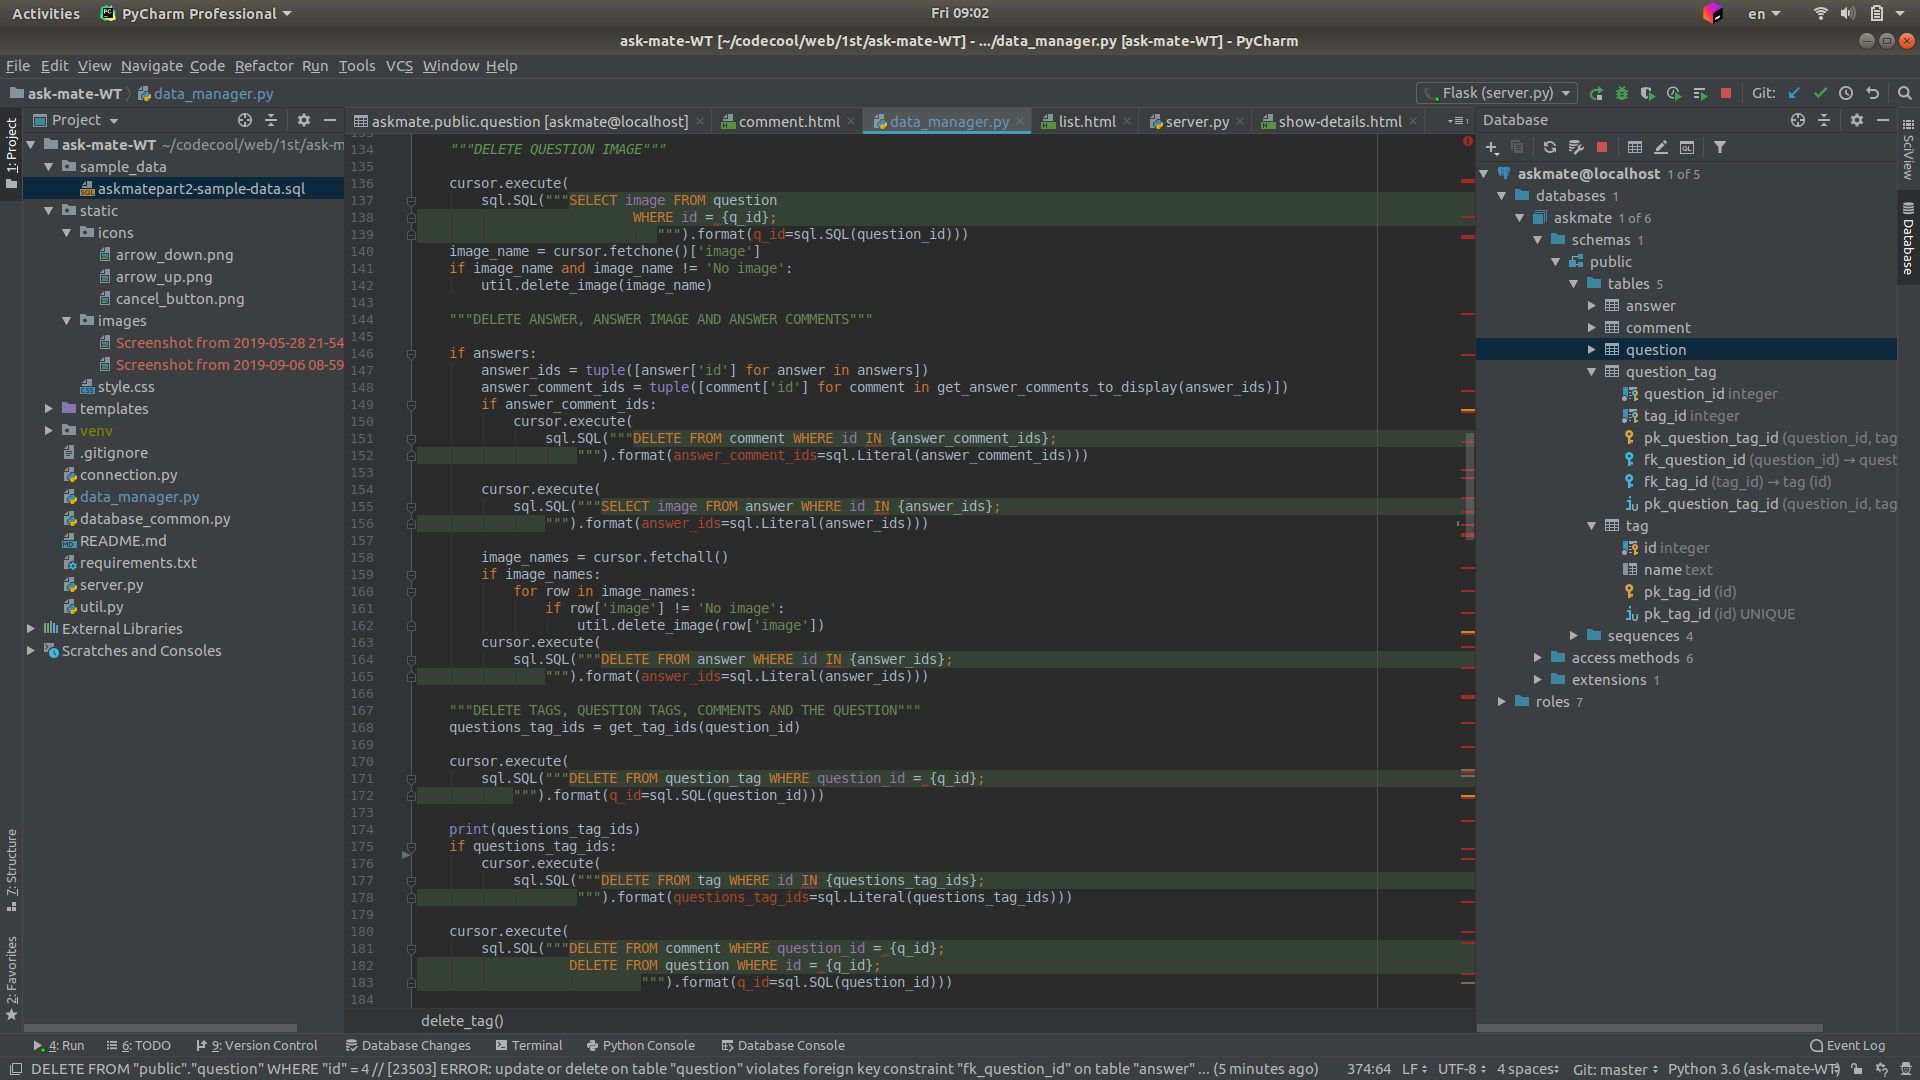 Activities
PyCharm Professional
Fri 09:02
en
ask-mate-WT [~/codecool/web/1st/ask-mate-WT] - .../data_manager.py [ask-mate-WT] - PyCharm
File Edit View Navigate Code Refactor Run Tools VCS Window Help
ask-mate-WT data_manager.py
Flask (server.py)
Git:
1: Project
7: Structure
2: Favorites
Project
ask-mate-WT ~/codecool/web/1st/ask-m
sample_data
askmatepart2-sample-data.sql
static
icons
arrow_down.png
arrow_up.png
cancel_button.png
images
Screenshot from 2019-05-28 21-54
Screenshot from 2019-09-06 08-59
style.css
templates
venv
.gitignore
connection.py
data_manager.py
database_common.py
README.md
requirements.txt
server.py
util.py
External Libraries
Scratches and Consoles
askmate.public.question [askmate@localhost]
comment.html
data_manager.py
list.html
server.py
show-details.html
134 """DELETE QUESTION IMAGE"""
135
136 cursor.execute(
137 sql.SQL("""SELECT image FROM question
138 WHERE id = {q_id};
139 """).format(q_id=sql.SQL(question_id)))
140 image_name = cursor.fetchone()['image']
141 if image_name and image_name != 'No image':
142 util.delete_image(image_name)
143
144 """DELETE ANSWER, ANSWER IMAGE AND ANSWER COMMENTS"""
145
146 if answers:
147 answer_ids = tuple([answer['id'] for answer in answers])
148 answer_comment_ids = tuple([comment['id'] for comment in get_answer_comments_to_display(answer_ids)])
149 if answer_comment_ids:
150 cursor.execute(
151 sql.SQL("""DELETE FROM comment WHERE id IN {answer_comment_ids};
152 """).format(answer_comment_ids=sql.Literal(answer_comment_ids)))
153
154 cursor.execute(
155 sql.SQL("""SELECT image FROM answer WHERE id IN {answer_ids};
156 """).format(answer_ids=sql.Literal(answer_ids)))
157
158 image_names = cursor.fetchall()
159 if image_names:
160 for row in image_names:
161 if row['image'] != 'No image':
162 util.delete_image(row['image'])
163 cursor.execute(
164 sql.SQL("""DELETE FROM answer WHERE id IN {answer_ids};
165 """).format(answer_ids=sql.Literal(answer_ids)))
166
167 """DELETE TAGS, QUESTION TAGS, COMMENTS AND THE QUESTION"""
168 questions_tag_ids = get_tag_ids(question_id)
169
170 cursor.execute(
171 sql.SQL("""DELETE FROM question_tag WHERE question_id = {q_id};
172 """).format(q_id=sql.SQL(question_id)))
173
174 print(questions_tag_ids)
175 if questions_tag_ids:
176 cursor.execute(
177 sql.SQL("""DELETE FROM tag WHERE id IN {questions_tag_ids};
178 """).format(questions_tag_ids=sql.Literal(questions_tag_ids)))
179
180 cursor.execute(
181 sql.SQL("""DELETE FROM comment WHERE question_id = {q_id};
182 DELETE FROM question WHERE id = {q_id};
183 """).format(q_id=sql.SQL(question_id)))
184
delete_tag()
Database
askmate@localhost 1 of 5
databases 1
askmate 1 of 6
schemas 1
public
tables 5
answer
comment
question
question_tag
question_id integer
tag_id integer
pk_question_tag_id (question_id, tag
fk_question_id (question_id) → quest
fk_tag_id (tag_id) → tag (id)
pk_question_tag_id (question_id, tag
tag
id integer
name text
pk_tag_id (id)
pk_tag_id (id) UNIQUE
sequences 4
access methods 6
extensions 1
roles 7
SciView
Database
4: Run 6: TODO 9: Version Control Database Changes Terminal Python Console Database Console Event Log
DELETE FROM "public"."question" WHERE "id" = 4 // [23503] ERROR: update or delete on table "question" violates foreign key constraint "fk_question_id" on table "answer" ... (5 minutes ago) 374:64 LF UTF-8 4 spaces Git: master Python 3.6 (ask-mate-WT)